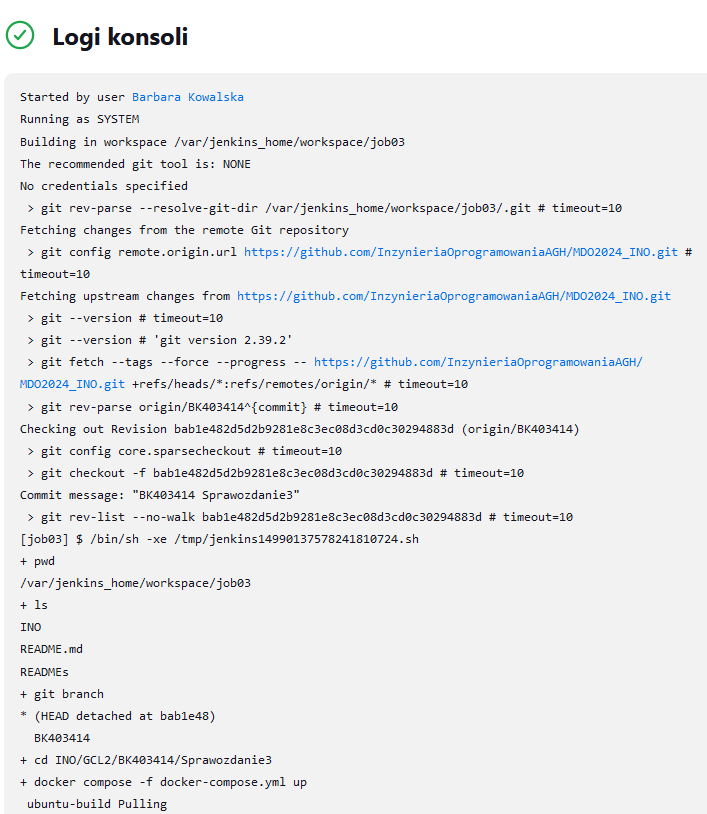 Logi konsoli
Started by user Barbara Kowalska
Running as SYSTEM
Building in workspace /var/jenkins_home/workspace/job03
The recommended git tool is: NONE
No credentials specified
> git rev-parse --resolve-git-dir /var/jenkins_home/workspace/job03/.git # timeout=10
Fetching changes from the remote Git repository
> git config remote.origin.url https://github.com/InzynieriaOprogramowaniaAGH/MDO2024_INO.git #
timeout=10
Fetching upstream changes from https://github.com/InzynieriaOprogramowaniaAGH/MDO2024_INO.git
> git --version # timeout=10
> git --version # 'git version 2.39.2'
> git fetch --tags --force --progress -- https://github.com/InzynieriaOprogramowaniaAGH/
MDO2024_INO.git +refs/heads/*:refs/remotes/origin/* # timeout=10
> git rev-parse origin/BK403414^{commit} # timeout=10
Checking out Revision bab1e482d5d2b9281e8c3ec08d3cd0c30294883d (origin/BK403414)
> git config core.sparsecheckout # timeout=10
> git checkout -f bab1e482d5d2b9281e8c3ec08d3cd0c30294883d # timeout=10
Commit message: "BK403414 Sprawozdanie3"
> git rev-list --no-walk bab1e482d5d2b9281e8c3ec08d3cd0c30294883d # timeout=10
[job03] $ /bin/sh -xe /tmp/jenkins14990137578241810724.sh
+ pwd
/var/jenkins_home/workspace/job03
+ ls
INO
README.md
READMEs
+ git branch
* (HEAD detached at bab1e48)
BK403414
+ cd INO/GCL2/BK403414/Sprawozdanie3
+ docker compose -f docker-compose.yml up
ubuntu-build Pulling